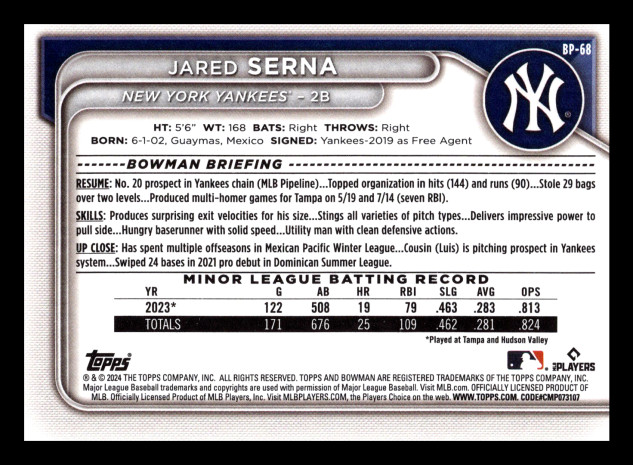 BP-68
JARED SERNA
NEW YORK YANKEES® – 2B
NY
HT: 5'6" WT: 168 BATS: Right THROWS: Right
BORN: 6-1-02, Guaymas, Mexico SIGNED: Yankees-2019 as Free Agent
BOWMAN BRIEFING
RESUME: No. 20 prospect in Yankees chain (MLB Pipeline)...Topped organization in hits (144) and runs (90)...Stole 29 bags
over two levels...Produced multi-homer games for Tampa on 5/19 and 7/14 (seven RBI).
SKILLS: Produces surprising exit velocities for his size...Stings all varieties of pitch types...Delivers impressive power to
pull side...Hungry baserunner with solid speed...Utility man with clean defensive actions.
UP CLOSE: Has spent multiple offseasons in Mexican Pacific Winter League...Cousin (Luis) is pitching prospect in Yankees
system...Swiped 24 bases in 2021 pro debut in Dominican Summer League.
MINOR LEAGUE BATTING RECORD
YR G AB HR RBI SLG AVG OPS
2023* 122 508 19 79 .463 .283 .813
TOTALS 171 676 25 109 .462 .281 .824
*Played at Tampa and Hudson Valley
Topps
MLB PLAYERS
® & © 2024 THE TOPPS COMPANY, INC. ALL RIGHTS RESERVED. TOPPS AND BOWMAN ARE REGISTERED TRADEMARKS OF THE TOPPS COMPANY, INC.
Major League Baseball trademarks and copyrights are used with permission of Major League Baseball. Visit MLB.com. OFFICIALLY LICENSED PRODUCT OF
MLB. Officially Licensed Product of MLB Players, Inc. Visit MLBPLAYERS.COM, the Players Choice on the web. WWW.TOPPS.COM. CODE#CMP073107